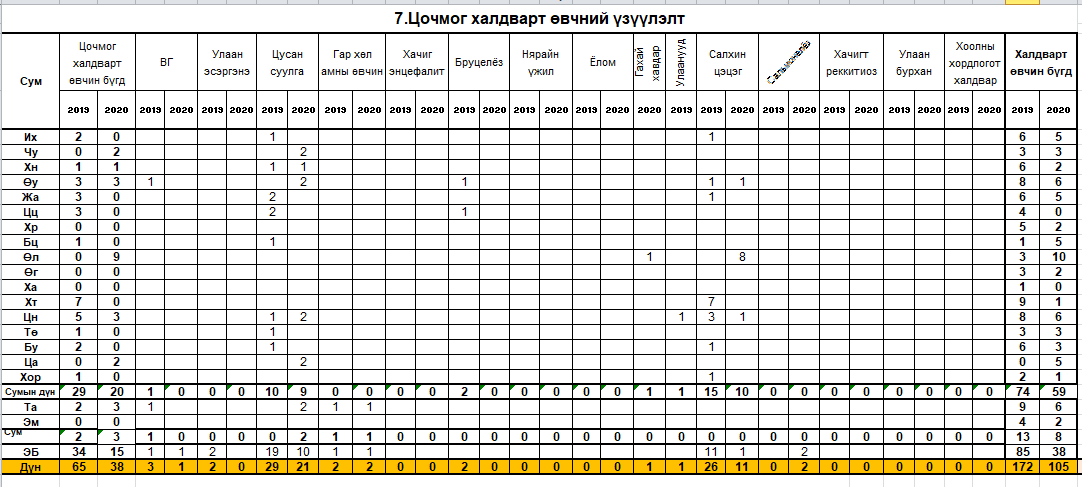 7.Цочмог халдварт өвчний үзүүлэлт
Сум Цочмог халдварт өвчин бүгд ВГ Улаан эсэргэнэ Цусан суулга Гар хөл амны өвчин Хачиг энцефалит Бруцелёз Нярайн үжил Ёлом Гахай хавдар Улаанууд Салхин цэцэг Сальмонелёз Хачигт реккитиоз Улаан бурхан Хоолны хордлогот халдвар Халдварт өвчин бүгд
2019 2020 2019 2020 2019 2020 2019 2020 2019 2020 2019 2020 2019 2020 2019 2020 2019 2020 2020 2019 2019 2020 2019 2020 2019 2020 2019 2020 2019 2020 2019 2020
Их 2 0 1 1 6 5
Чу 0 2 2 3 3
Хн 1 1 1 1 6 2
Өу 3 3 1 2 1 1 1 8 6
Жа 3 0 2 1 6 5
Цц 3 0 2 1 4 0
Хр 0 0 5 2
Бц 1 0 1 1 5
Өл 0 9 1 8 3 10
Өг 0 0 3 2
Ха 0 0 1 0
Хт 7 0 7 9 1
Цн 5 3 1 2 1 3 1 8 6
Тө 1 0 1 3 3
Бу 2 0 1 1 6 3
Ца 0 2 2 0 5
Хор 1 0 1 2 1
Сумын дүн 29 20 1 0 0 0 10 9 0 0 0 0 2 0 0 0 0 0 1 1 15 10 0 0 0 0 0 0 0 0 74 59
Та 2 3 1 2 1 1 9 6
Эм 0 0 4 2
Сум 2 3 1 0 0 0 0 2 1 1 0 0 0 0 0 0 0 0 0 0 0 0 0 0 0 0 0 0 0 0 13 8
ЭБ 34 15 1 1 2 19 10 1 1 11 1 2 85 38
Дүн 65 38 3 1 2 0 29 21 2 2 0 0 2 0 0 0 0 0 1 1 26 11 0 2 0 0 0 0 0 0 172 105